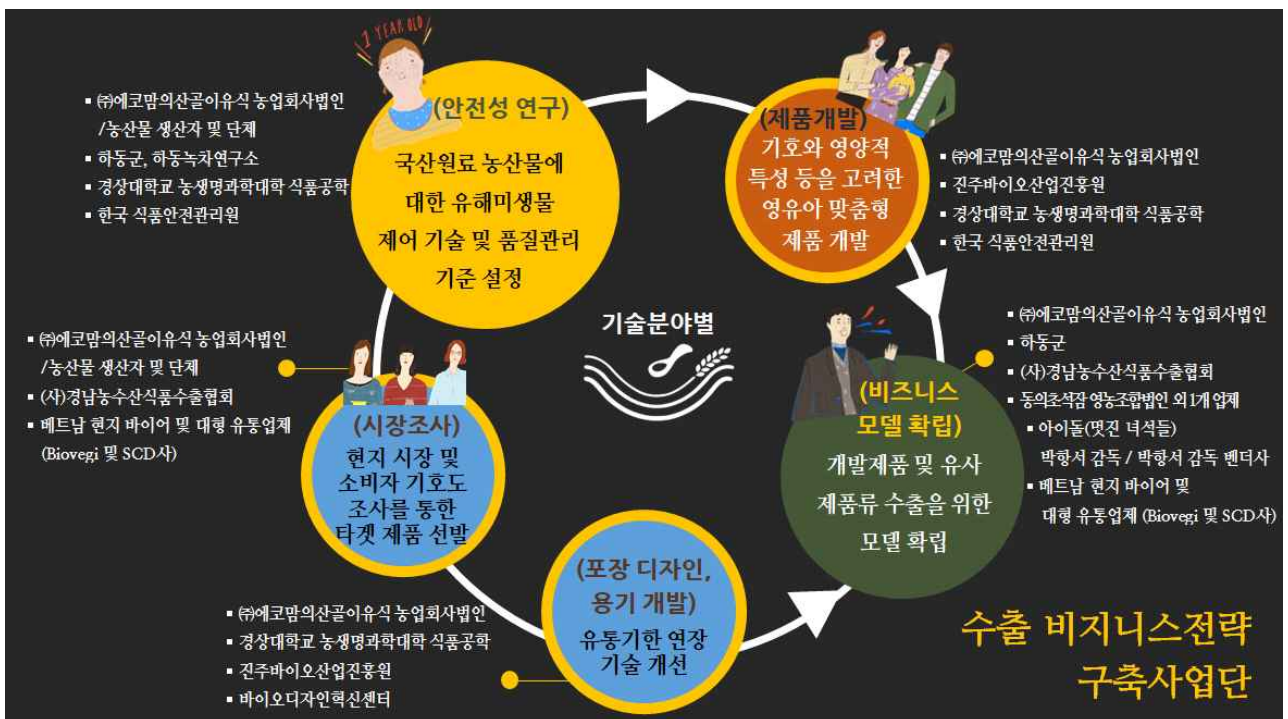 1 YEAR OLD
(안전성 연구)
국산원료 농산물에
대한 유해미생물
제어 기술 및 품질관리
기준 설정
▪ ㈜에코맘의산골이유식 농업회사법인
/농산물 생산자 및 단체
▪ 하동군, 하동녹차연구소
▪ 경상대학교 농생명과학대학 식품공학
▪ 한국 식품안전관리원
(제품개발)
기호와 영양적
특성 등을 고려한
영유아 맞춤형
제품 개발
▪ ㈜에코맘의산골이유식 농업회사법인
▪ 진주바이오산업진흥원
▪ 경상대학교 농생명과학대학 식품공학
▪ 한국 식품안전관리원
기술분야별
▪ ㈜에코맘의산골이유식 농업회사법인
/농산물 생산자 및 단체
▪ (사)경남농수산식품수출협회
▪ 베트남 현지 바이어 및 대형 유통업체
(Biovegi 및 SCD사)
(시장조사)
현지 시장 및
소비자 기호도
조사를 통한
타겟 제품 선발
(비즈니스
모델 확립)
개발제품 및 유사
제품류 수출을 위한
모델 확립
▪ ㈜에코맘의산골이유식 농업회사법인
▪ 하동군
▪ (사)경남농수산식품수출협회
▪ 동의초석잠 영농조합법인 외 1개 업체
▪ 아이돌(멋진 녀석들)
박항서 감독 / 박항서 감독 벤더사
▪ 베트남 현지 바이어 및
대형 유통업체 (Biovegi 및 SCD사)
(포장 디자인,
용기 개발)
유통기한 연장
기술 개선
▪ ㈜에코맘의산골이유식 농업회사법인
▪ 경상대학교 농생명과학대학 식품공학
▪ 진주바이오산업진흥원
▪ 바이오디자인혁신센터
수출 비지니스전략
구축사업단